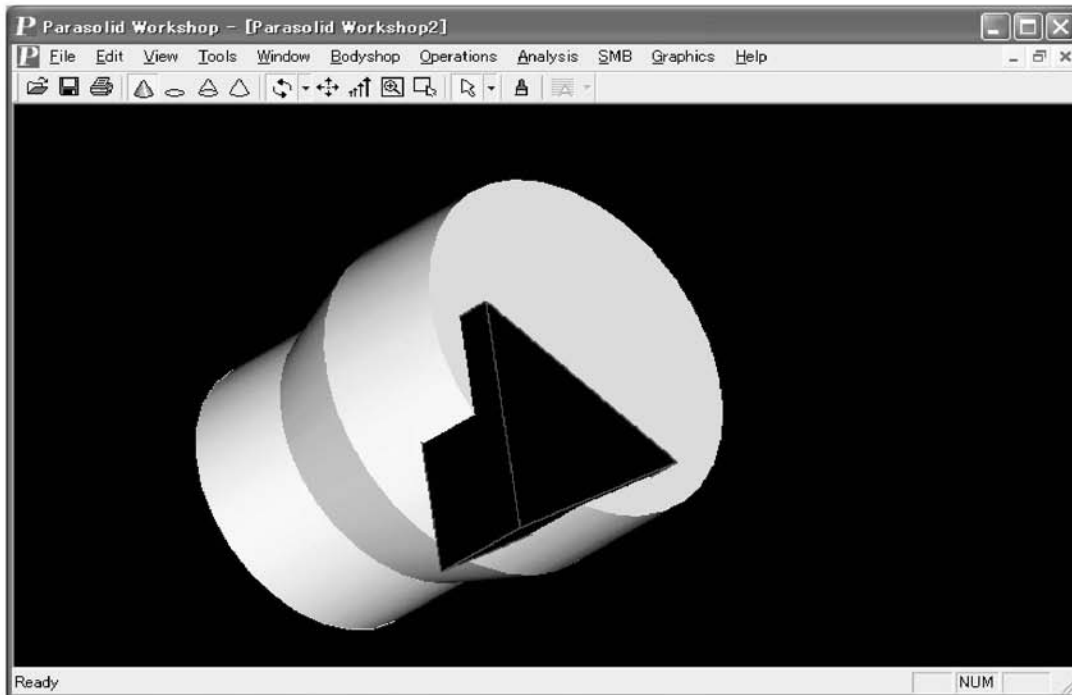 P Parasolid Workshop - [Parasolid Workshop2]
P File Edit View Tools Window Bodyshop Operations Analysis SMB Graphics Help
Ready NUM